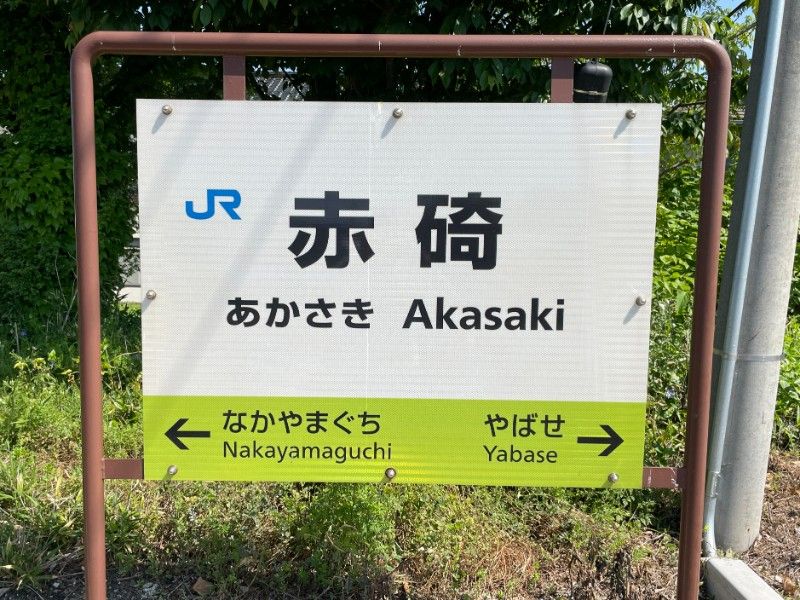 JR 赤碕
あかさき Akasaki
← なかやまぐち やばせ →
Nakayamaguchi Yabase